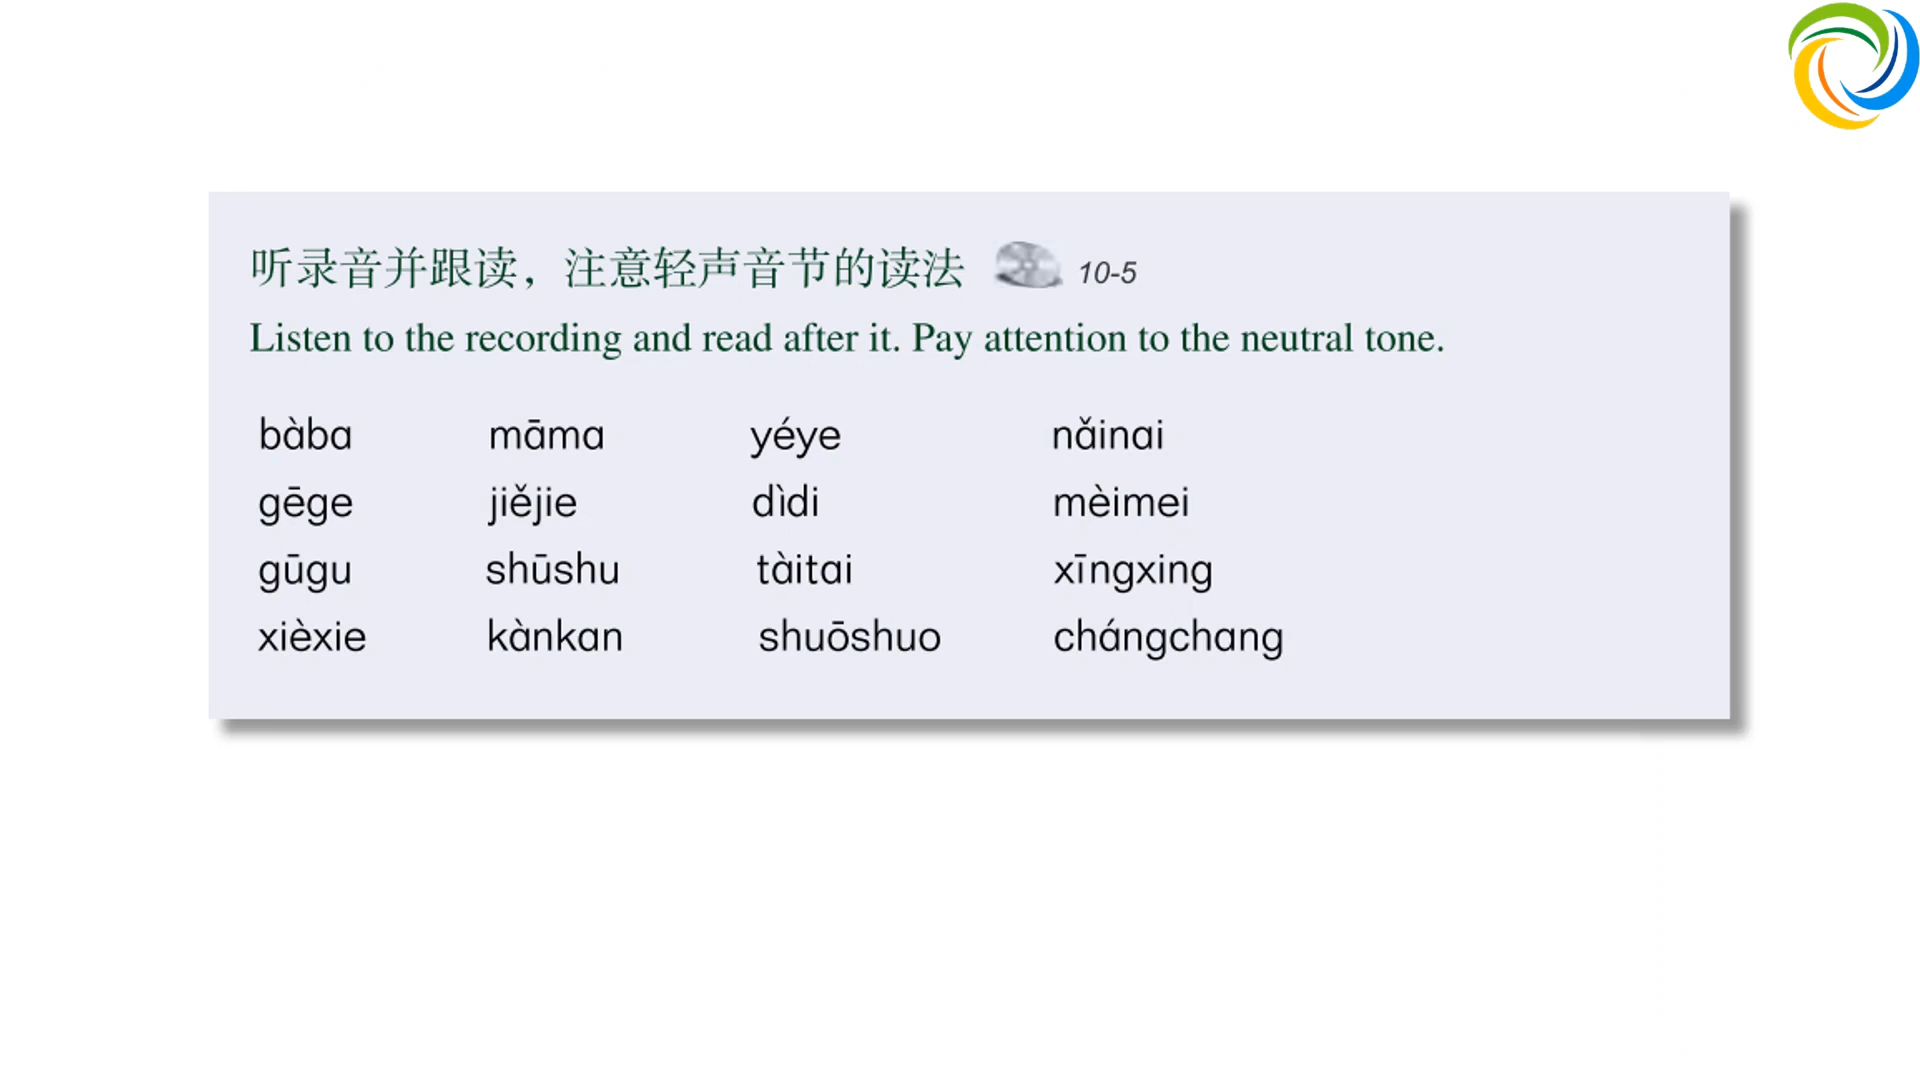 听录音并跟读，注意轻声音节的读法 10-5
Listen to the recording and read after it. Pay attention to the neutral tone.
bàba māma yéye nǎinai
gēge jiějie dìdi mèimei
gūgu shūshu tàitai xīngxing
xièxie kànkan shuōshuo chángchang